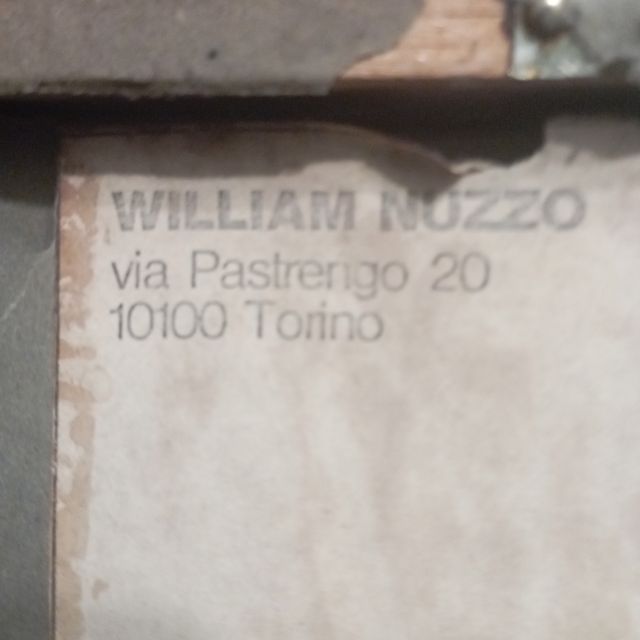 WILLIAM NUZZO
via Pastrengo 20
10100 Torino